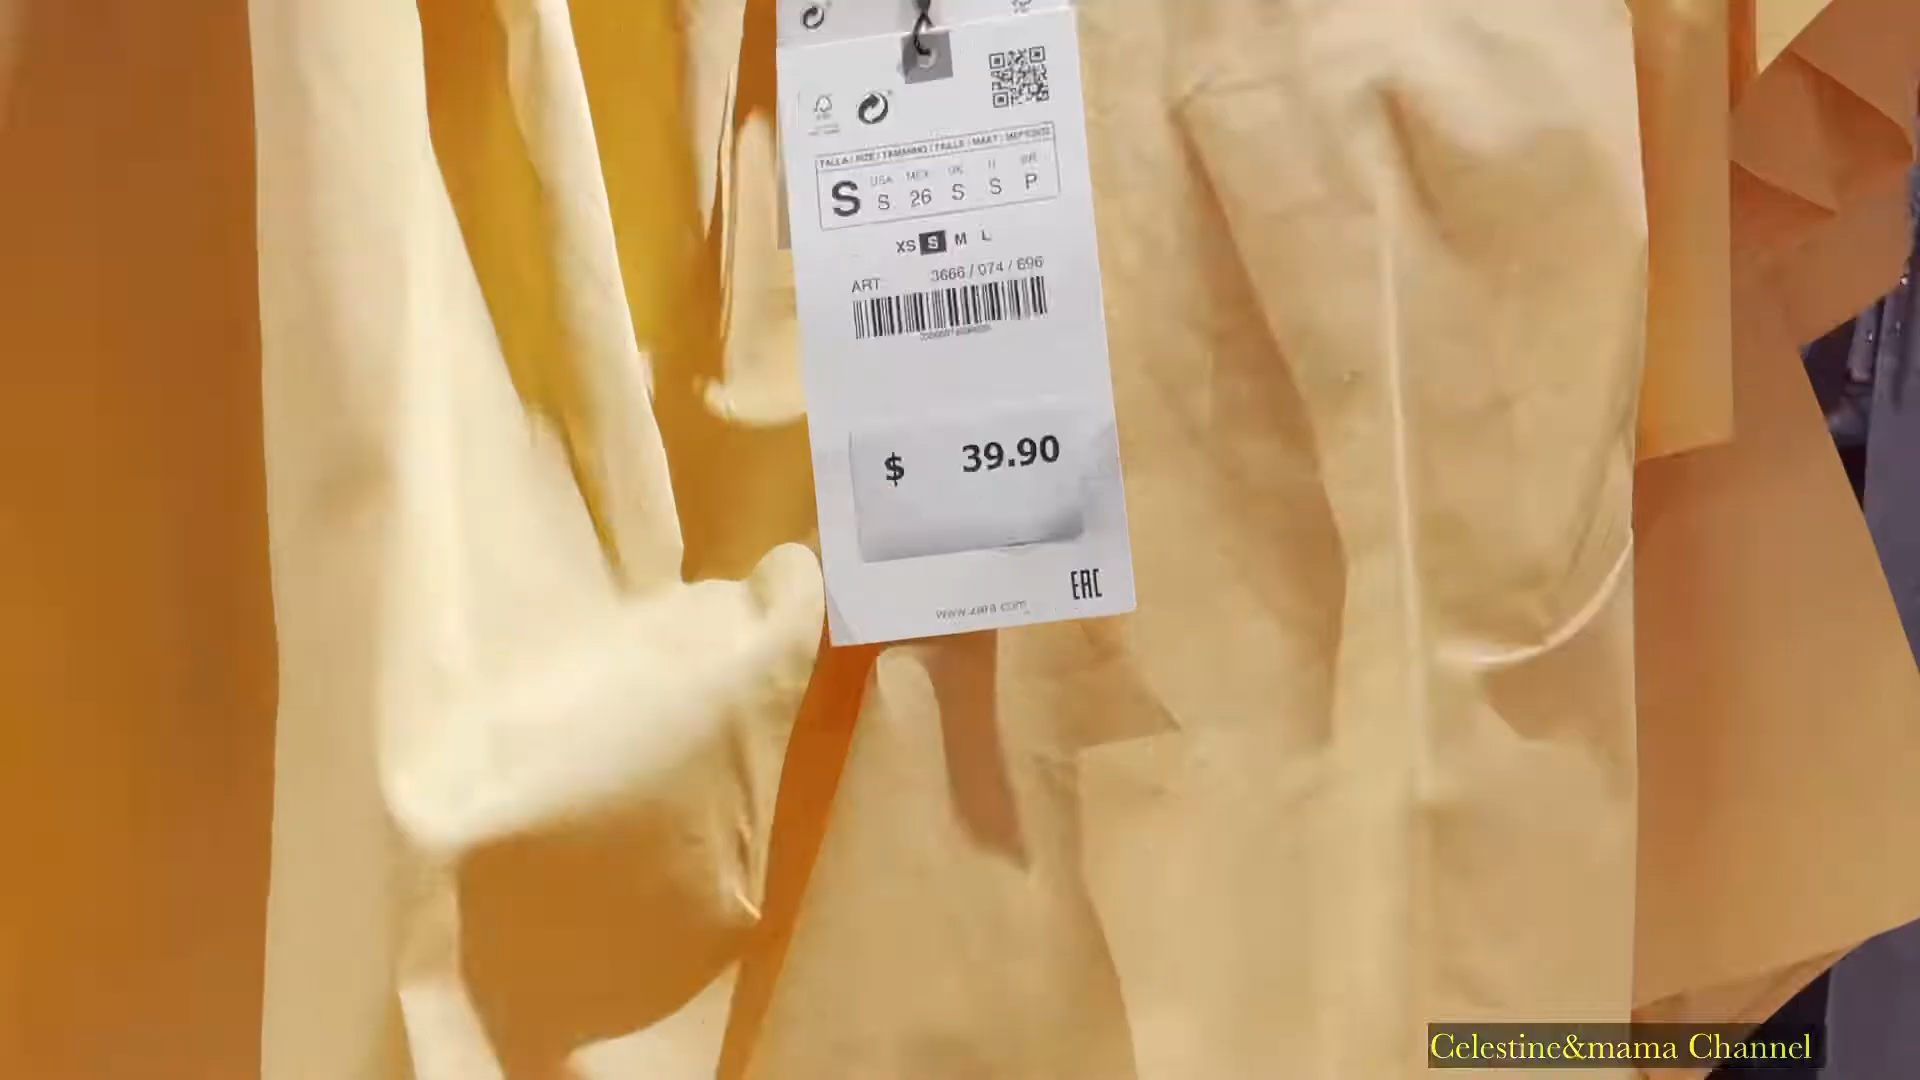 TALLA / SIZE / TAMANHO / TAILLE / MAAT /
USA MEX UK IT BR
S S 26 S S P
XS S M L
ART 3666 / 074 / 696
$ 39.90
EAC
www.zara.com
Celestine&mama Channel